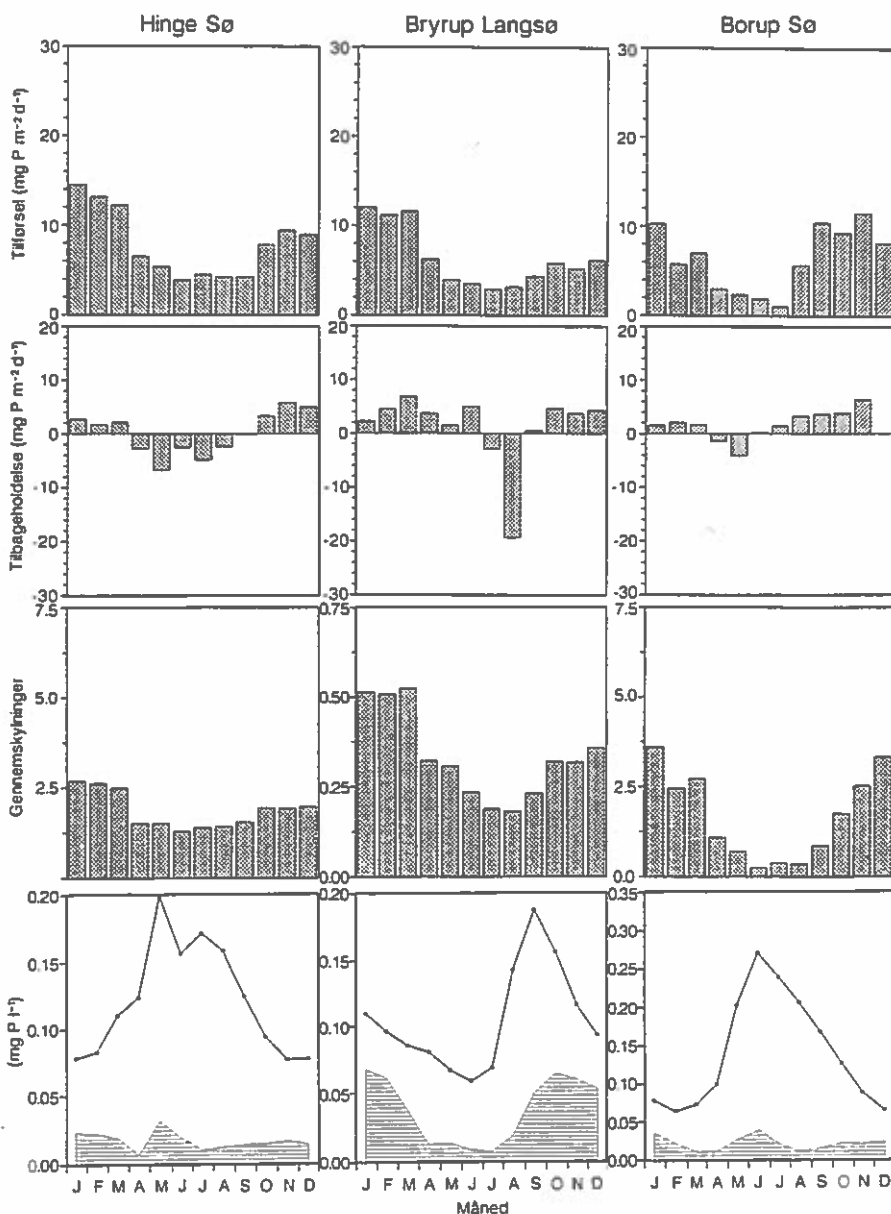 Hinge Sø Bryrup Langsø Borup Sø
Tilførsel (mg P m⁻² d⁻¹)
30 30 30
20 20 20
10 10 10
0 0 0
Tilbageholdelse (mg P m⁻² d⁻¹)
20 20 20
10 10 10
0 0 0
-10 -10 -10
-20 -20 -20
-30 -30 -30
Gennemskylninger
7.5 0.75 7.5
5.0 0.50 5.0
2.5 0.25 2.5
0.00 0.0
(mg P l⁻¹)
0.20 0.20 0.35
0.30
0.15 0.15 0.25
0.20
0.10 0.10 0.15
0.05 0.05 0.10
0.05
0.00 0.00 0.00
J F M A M J J A S O N D J F M A M J J A S O N D J F M A M J J A S O N D
Måned